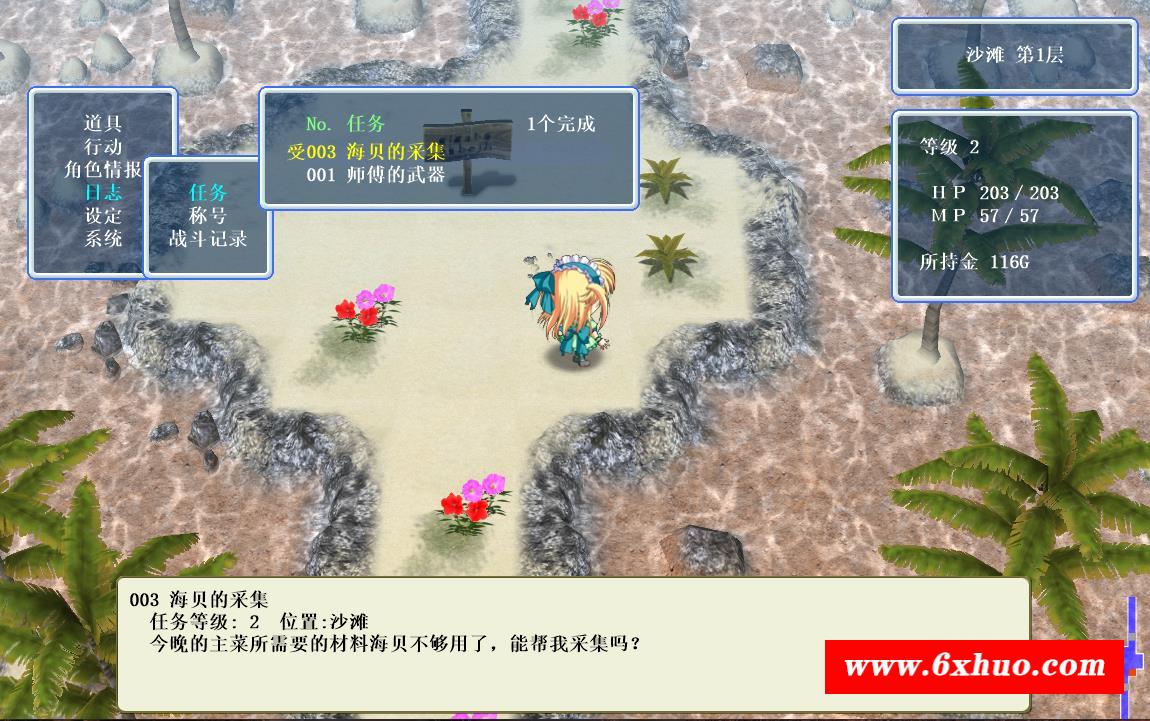 沙滩 第1层
道具
行动
角色情报
日志
设定
系统
任务
称号
战斗记录
No. 任务 1个完成
受003 海贝的采集
001 师傅的武器
等级 2
ＨＰ 203／203
ＭＰ 57／57
所持金 116G
003 海贝的采集
任务等级: 2 位置:沙滩
今晚的主菜所需要的材料海贝不够用了，能帮我采集吗?
www.6xhuo.com